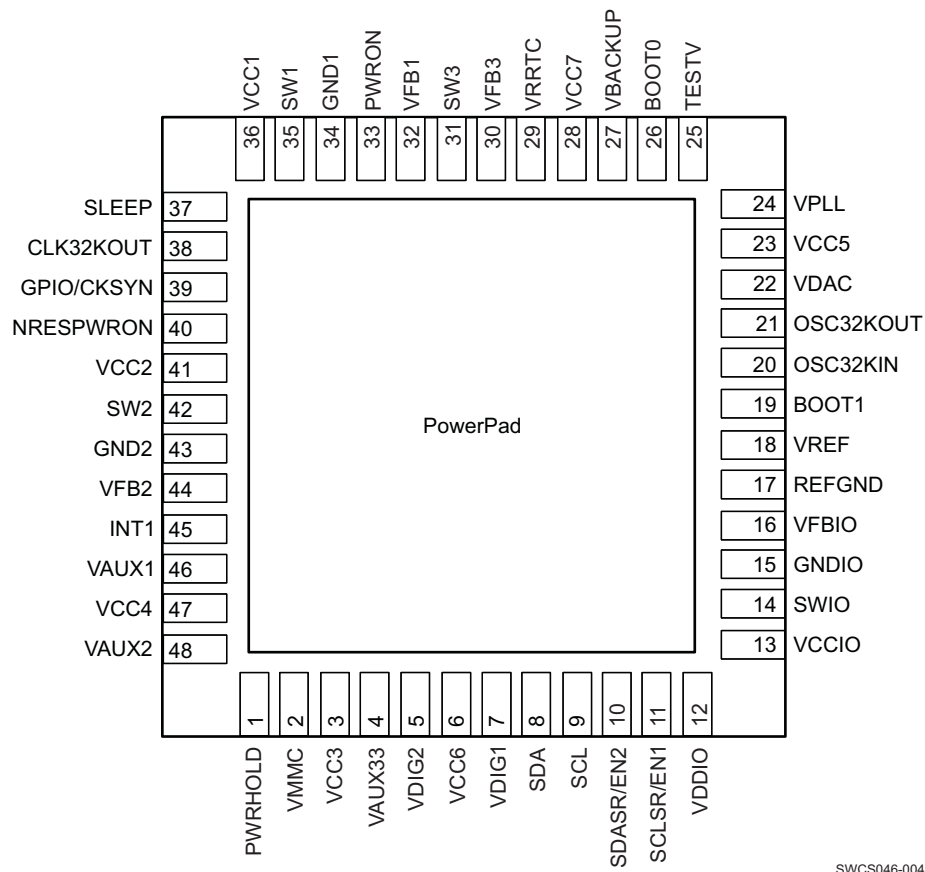 VCC1
SW1
GND1
PWRON
VFB1
SW3
VFB3
VRRTC
VCC7
VBACKUP
BOOT0
TESTV
36
35
34
33
32
31
30
29
28
27
26
25
SLEEP 37
CLK32KOUT 38
GPIO/CKSYN 39
NRESPWRON 40
VCC2 41
SW2 42
GND2 43
VFB2 44
INT1 45
VAUX1 46
VCC4 47
VAUX2 48
PowerPad
24 VPLL
23 VCC5
22 VDAC
21 OSC32KOUT
20 OSC32KIN
19 BOOT1
18 VREF
17 REFGND
16 VFBIO
15 GNDIO
14 SWIO
13 VCCIO
1
2
3
4
5
6
7
8
9
10
11
12
PWRHOLD
VMMC
VCC3
VAUX33
VDIG2
VCC6
VDIG1
SDA
SCL
SDASR/EN2
SCLSR/EN1
VDDIO
SWCS046-004